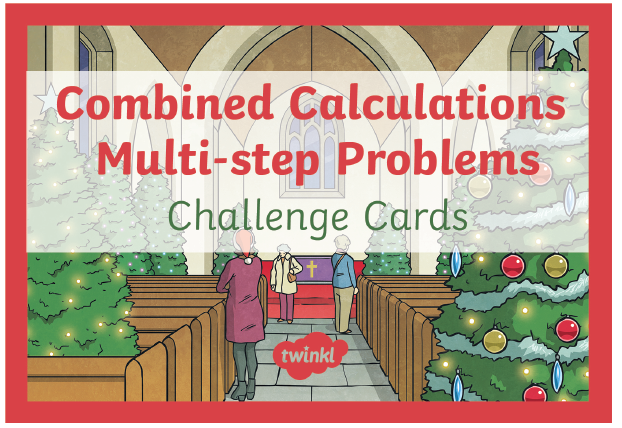 Combined Calculations
Multi-step Problems
Challenge Cards
twinkl